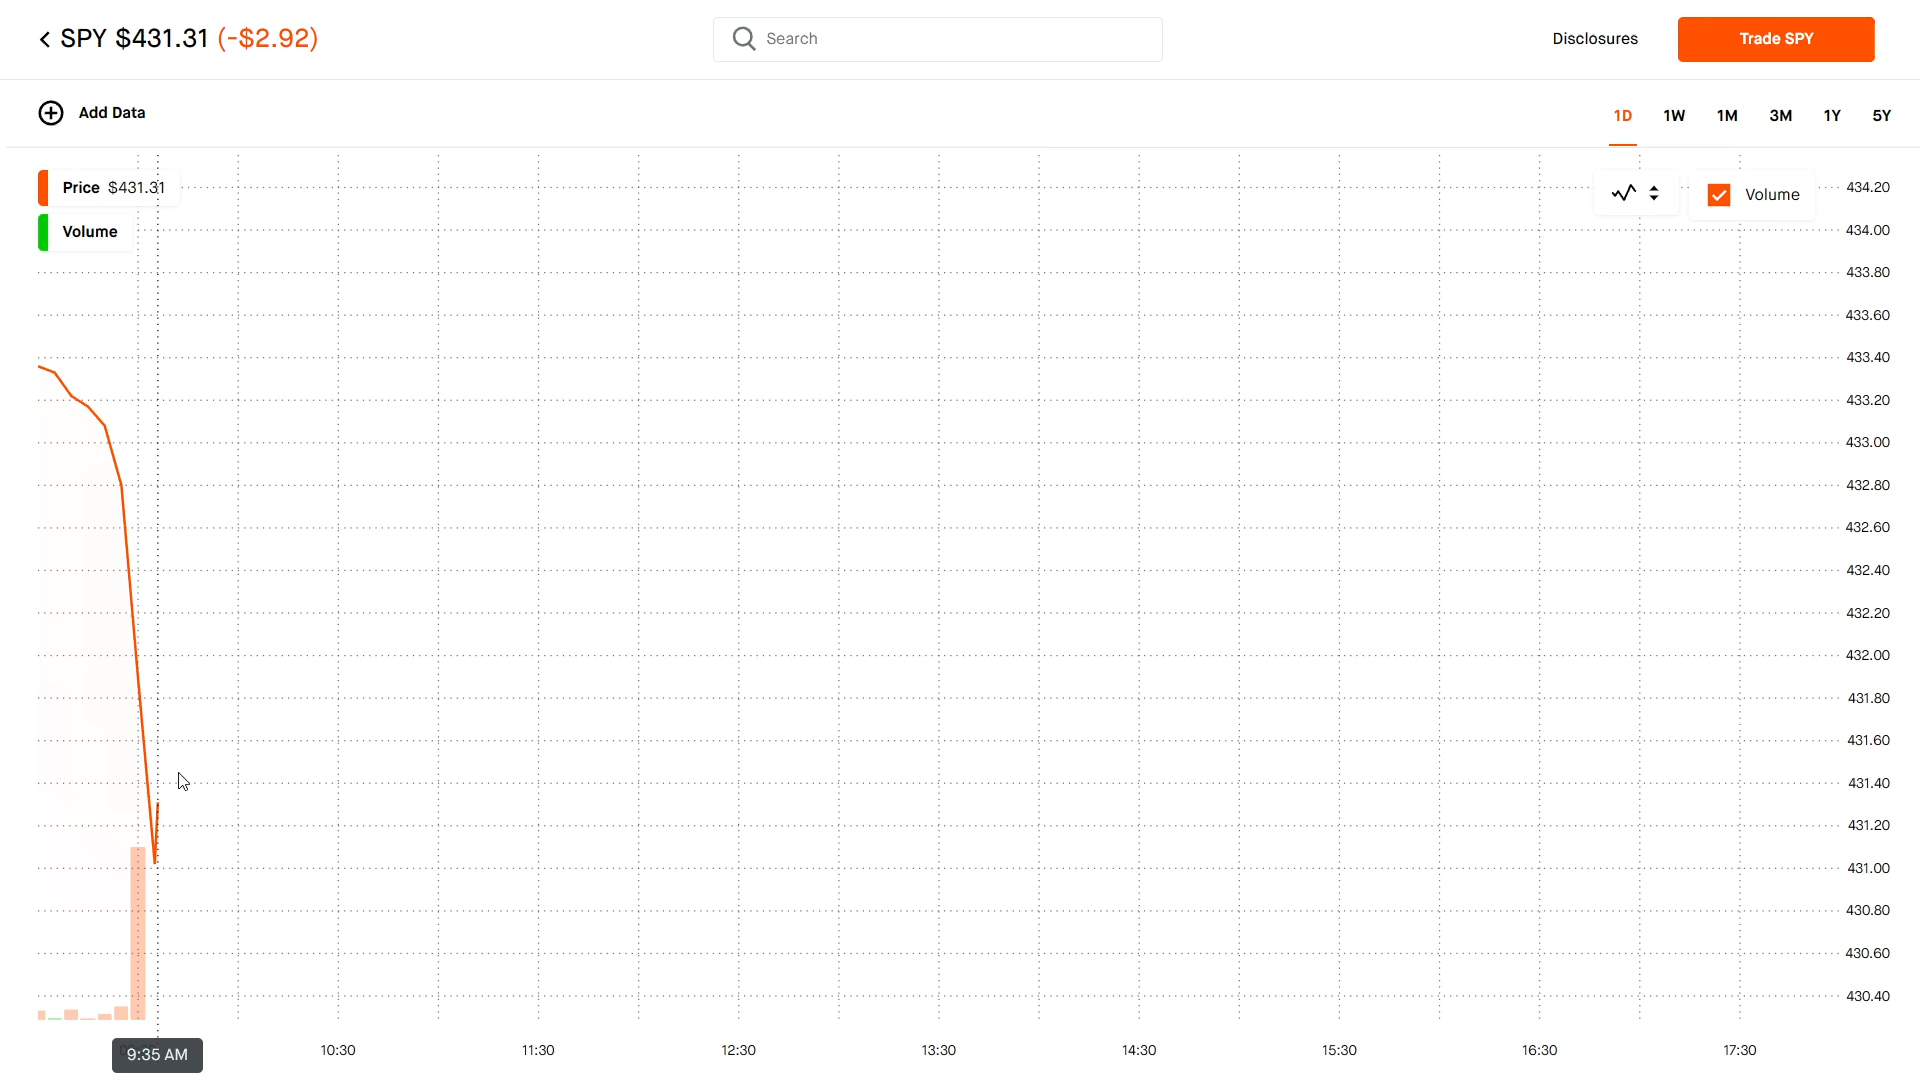 SPY $431.31 (-$2.92)
Search
Disclosures
Trade SPY
Add Data
1D 1W 1M 3M 1Y 5Y
Price $431.31
Volume
Volume
434.20
434.00
433.80
433.60
433.40
433.20
433.00
432.80
432.60
432.40
432.20
432.00
431.80
431.60
431.40
431.20
431.00
430.80
430.60
430.40
9:35 AM
10:30 11:30 12:30 13:30 14:30 15:30 16:30 17:30